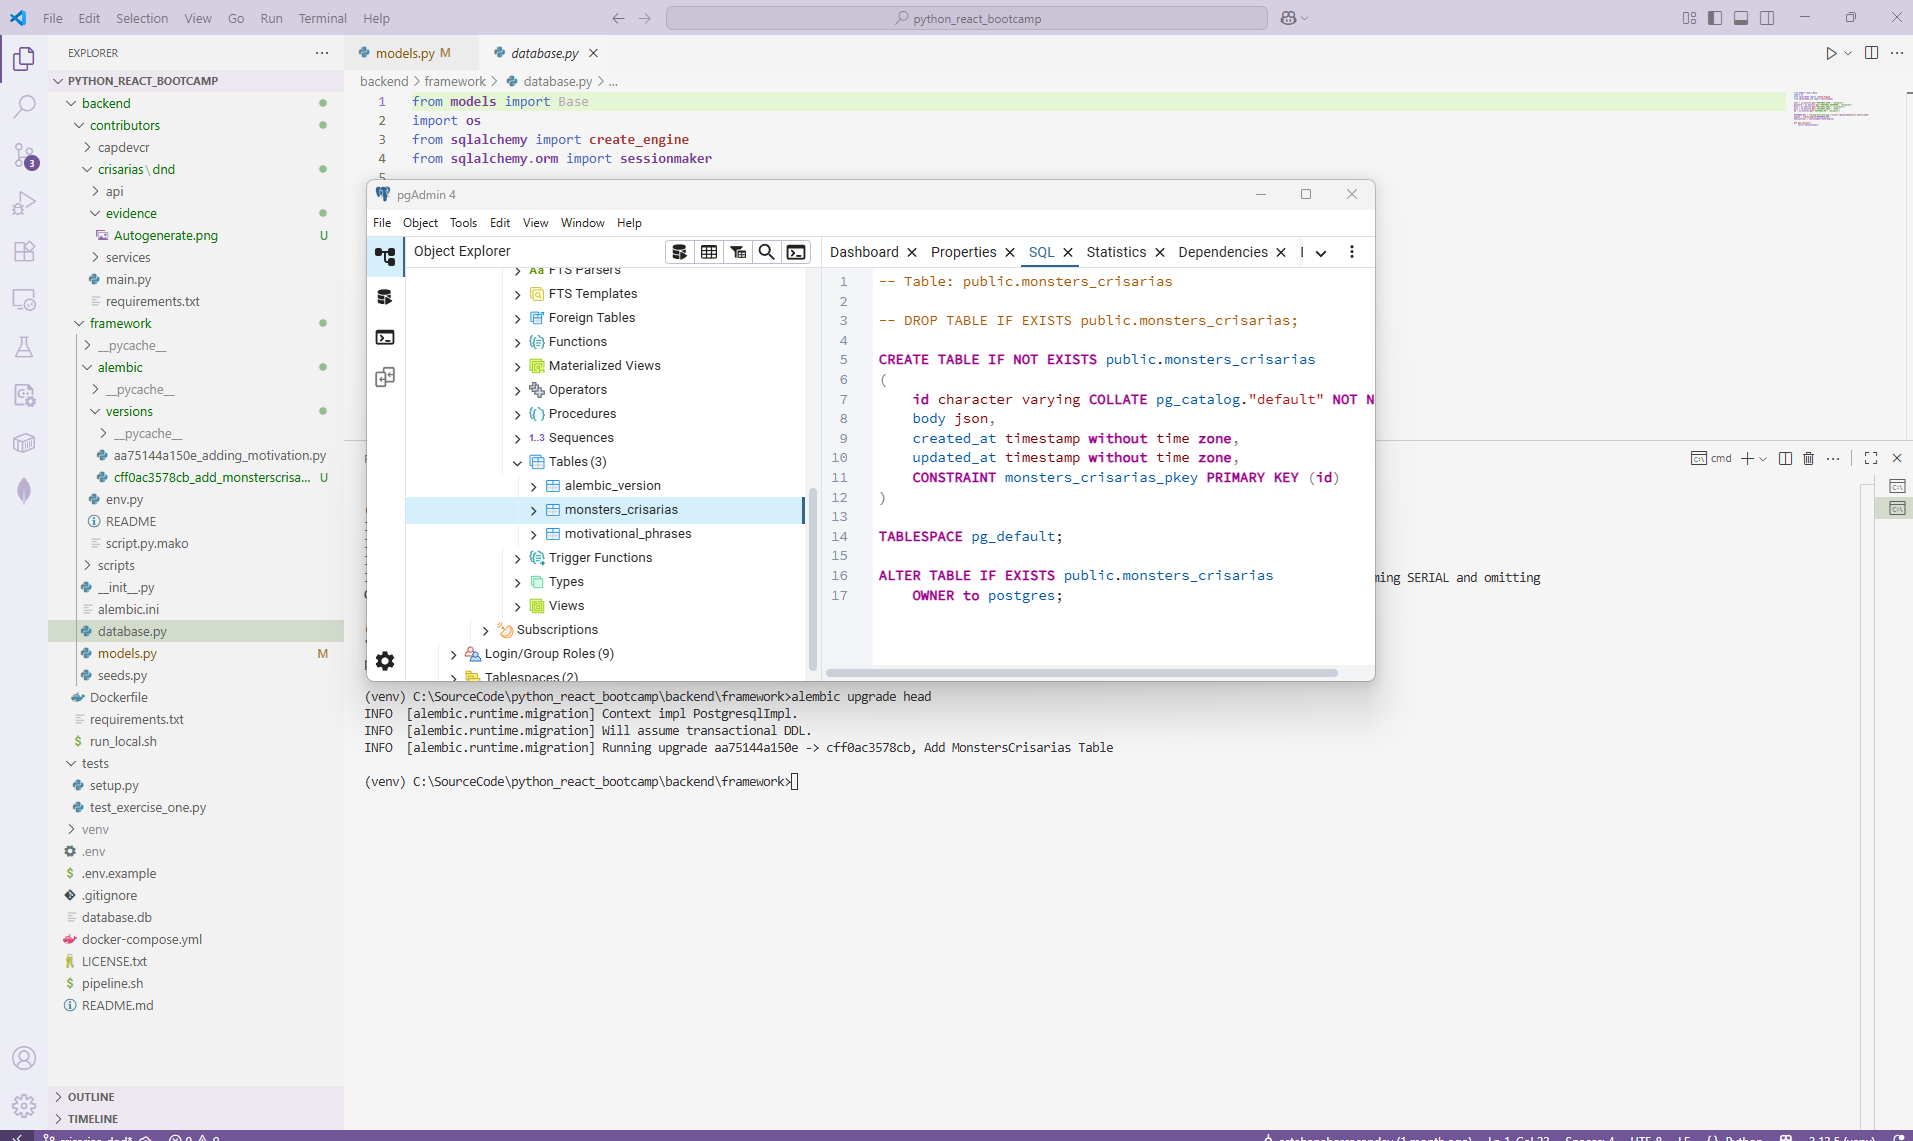 File Edit Selection View Go Run Terminal Help
python_react_bootcamp
EXPLORER
PYTHON_REACT_BOOTCAMP
backend
contributors
capdevcr
crisarias\dnd
api
evidence
Autogenerate.png U
services
main.py
requirements.txt
framework
__pycache__
alembic
__pycache__
versions
__pycache__
aa75144a150e_adding_motivation.py
cff0ac3578cb_add_monsterscrisa... U
env.py
README
script.py.mako
scripts
__init__.py
alembic.ini
database.py
models.py M
seeds.py
Dockerfile
requirements.txt
run_local.sh
tests
setup.py
test_exercise_one.py
venv
.env
.env.example
.gitignore
database.db
docker-compose.yml
LICENSE.txt
pipeline.sh
README.md
OUTLINE
TIMELINE
3
models.py M
database.py
backend > framework > database.py > ...
1 from models import Base
2 import os
3 from sqlalchemy import create_engine
4 from sqlalchemy.orm import sessionmaker
5
pgAdmin 4
File Object Tools Edit View Window Help
Object Explorer
FTS Parsers
FTS Templates
Foreign Tables
Functions
Materialized Views
Operators
Procedures
1..3 Sequences
Tables (3)
alembic_version
monsters_crisarias
motivational_phrases
Trigger Functions
Types
Views
Subscriptions
Login/Group Roles (9)
Tablespaces (2)
Dashboard Properties SQL Statistics Dependencies
1 -- Table: public.monsters_crisarias
2
3 -- DROP TABLE IF EXISTS public.monsters_crisarias;
4
5 CREATE TABLE IF NOT EXISTS public.monsters_crisarias
6 (
7 id character varying COLLATE pg_catalog."default" NOT N
8 body json,
9 created_at timestamp without time zone,
10 updated_at timestamp without time zone,
11 CONSTRAINT monsters_crisarias_pkey PRIMARY KEY (id)
12 )
13
14 TABLESPACE pg_default;
15
16 ALTER TABLE IF EXISTS public.monsters_crisarias
17 OWNER to postgres;
cmd
ming SERIAL and omitting
(venv) C:\SourceCode\python_react_bootcamp\backend\framework>alembic upgrade head
INFO [alembic.runtime.migration] Context impl PostgresqlImpl.
INFO [alembic.runtime.migration] Will assume transactional DDL.
INFO [alembic.runtime.migration] Running upgrade aa75144a150e -> cff0ac3578cb, Add MonstersCrisarias Table
(venv) C:\SourceCode\python_react_bootcamp\backend\framework>